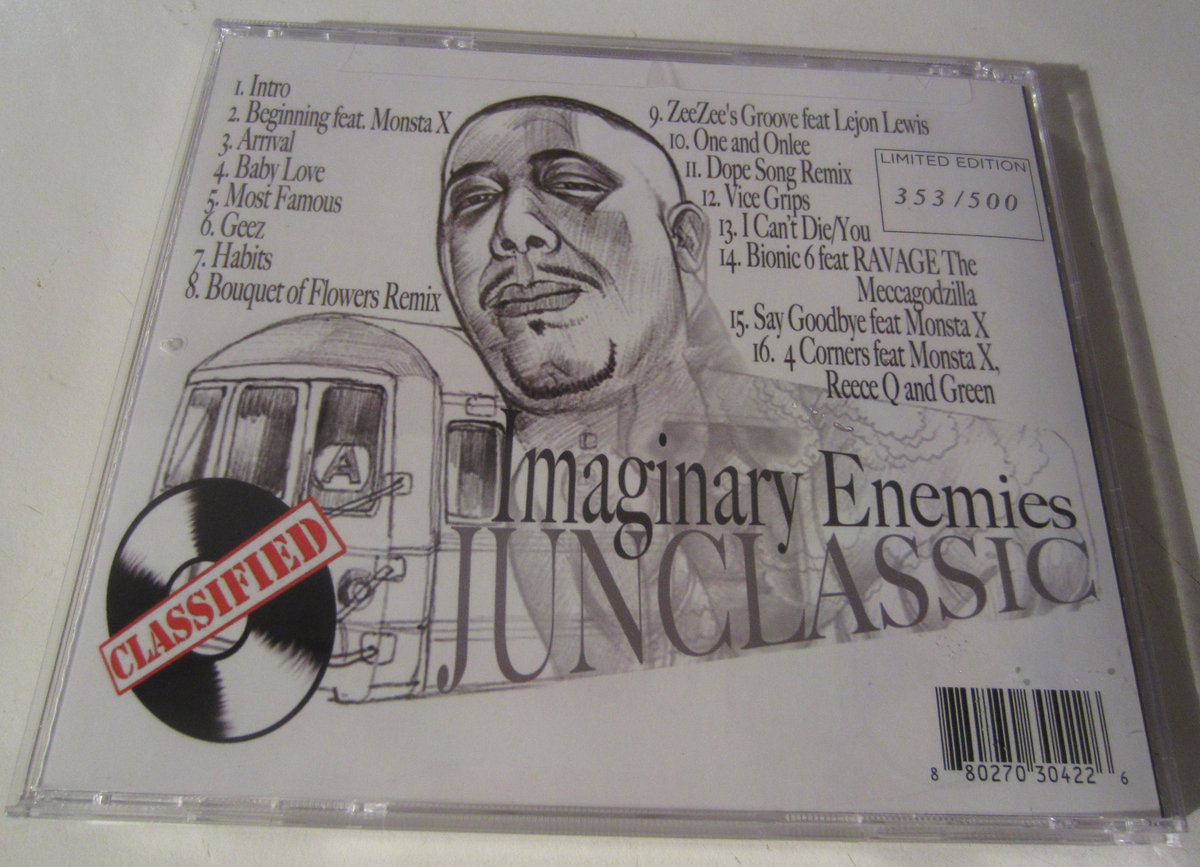 1. Intro
2. Beginning feat. Monsta X
3. Arrival
4. Baby Love
5. Most Famous
6. Geez
7. Habits
8. Bouquet of Flowers Remix
9. ZeeZee's Groove feat Lejon Lewis
10. One and Onlee
11. Dope Song Remix
12. Vice Grips
13. I Can't Die/You
14. Bionic 6 feat RAVAGE The
Meccagodzilla
15. Say Goodbye feat Monsta X
16. 4 Corners feat Monsta X,
Reece Q and Green
LIMITED EDITION
353/500
A
CLASSIFIED
Imaginary Enemies
JUNCLASSIC
8 80270 30422 6